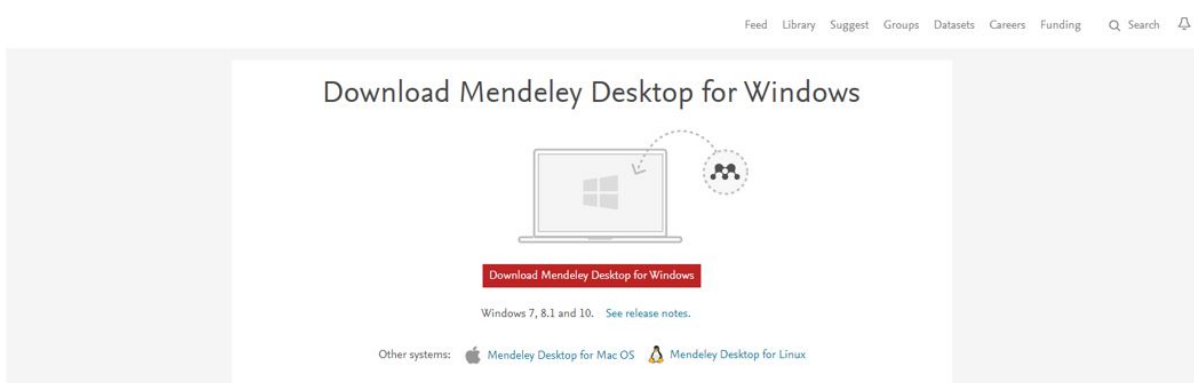 Feed Library Suggest Groups Datasets Careers Funding Search
Download Mendeley Desktop for Windows
Download Mendeley Desktop for Windows
Windows 7, 8.1 and 10. See release notes.
Other systems: Mendeley Desktop for Mac OS Mendeley Desktop for Linux